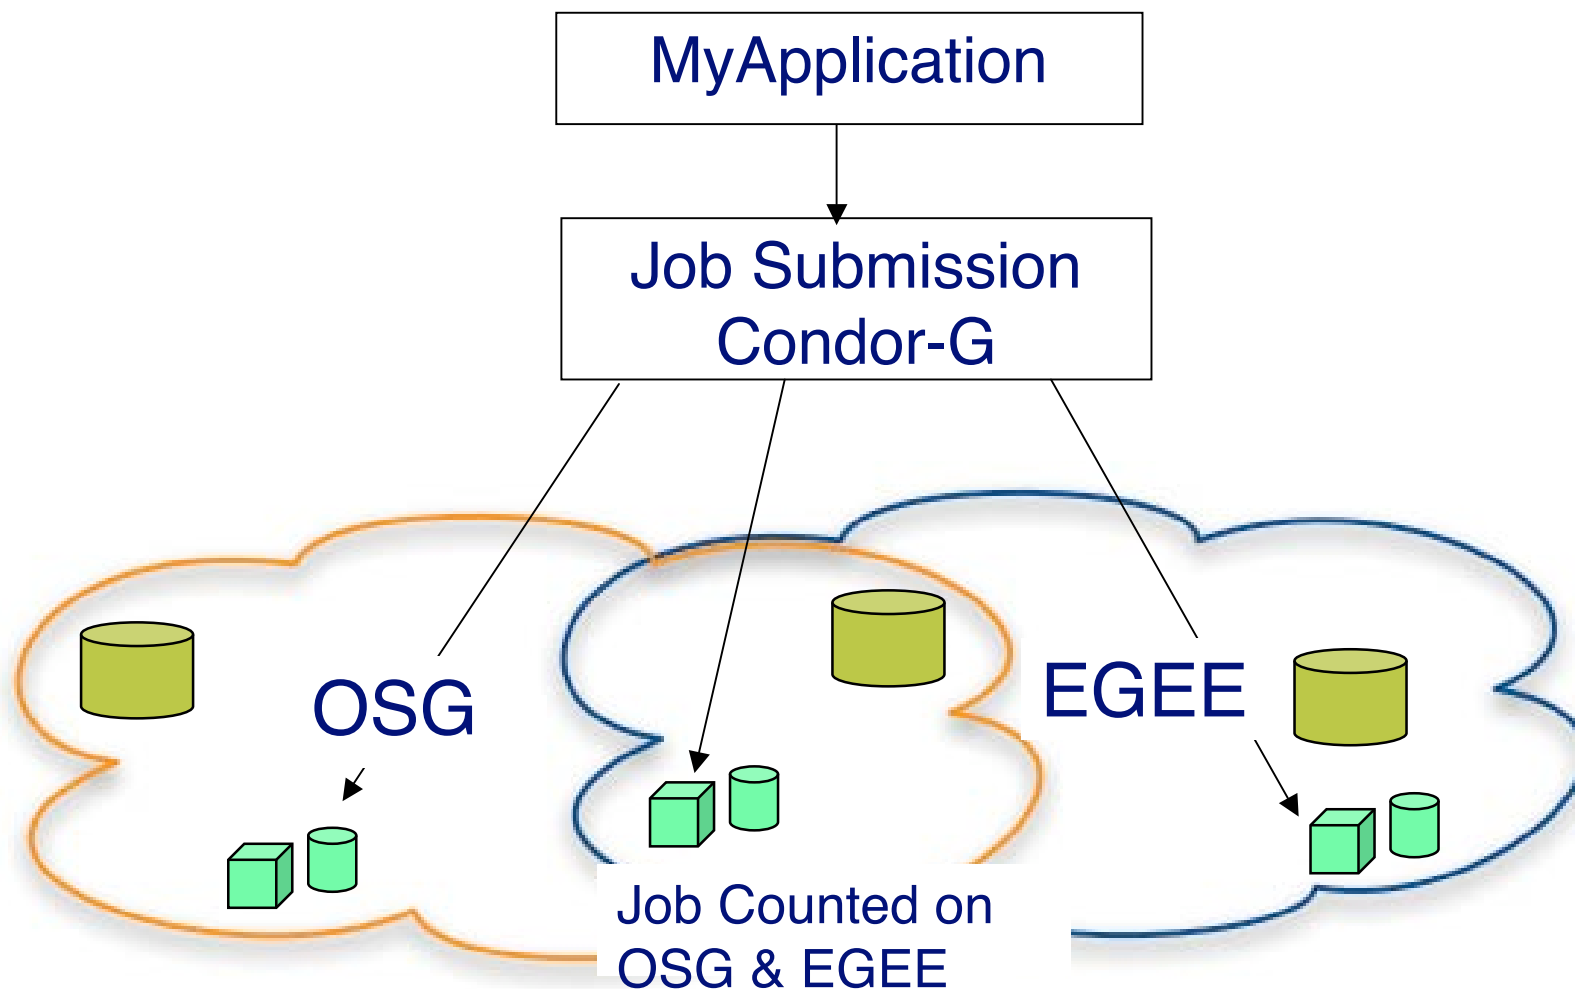 MyApplication
Job Submission
Condor-G
OSG
EGEE
Job Counted on
OSG & EGEE